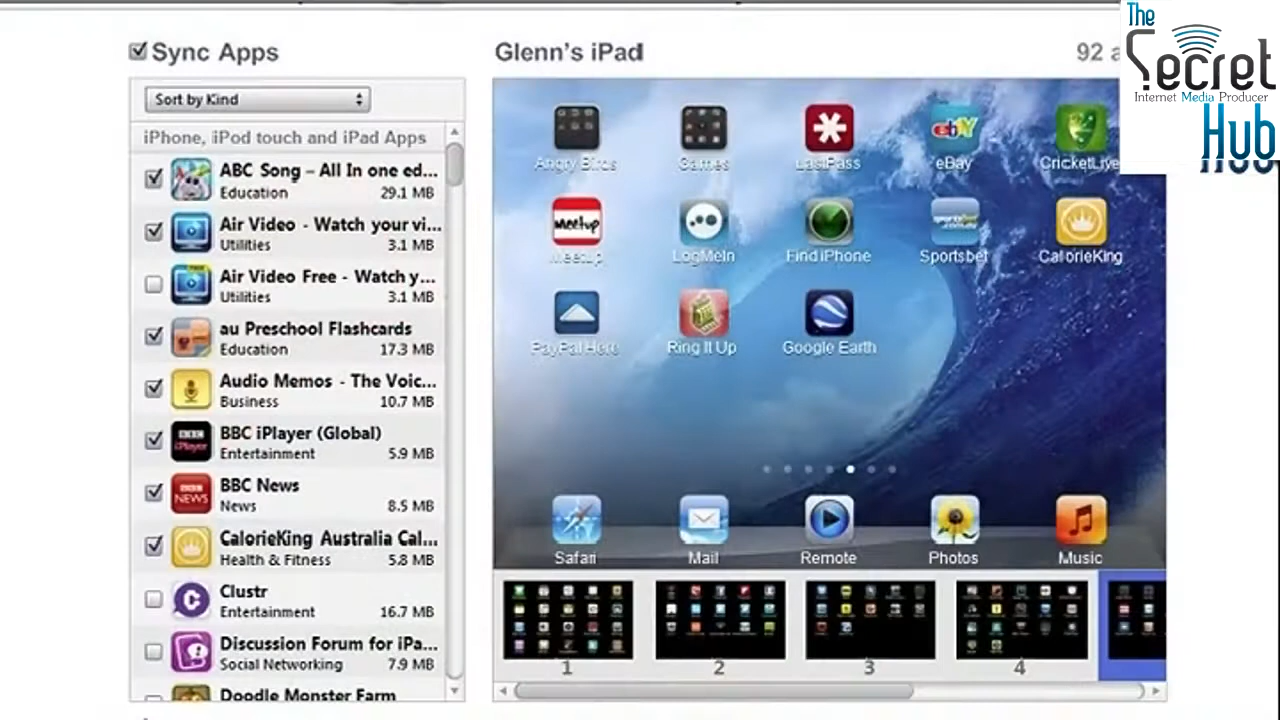 The
Secret
Internet Media Producer
Hub
Sync Apps
Glenn's iPad
92
Sort by Kind
iPhone, iPod touch and iPad Apps
ABC Song – All In one ed...
Education 29.1 MB
Air Video - Watch your vi...
Utilities 3.1 MB
Air Video Free - Watch y...
Utilities 3.1 MB
au Preschool Flashcards
Education 17.3 MB
Audio Memos - The Voic...
Business 10.7 MB
BBC iPlayer (Global)
Entertainment 5.9 MB
BBC News
News 8.5 MB
CalorieKing Australia Cal...
Health & Fitness 5.8 MB
Clustr
Entertainment 16.7 MB
Discussion Forum for iPa...
Social Networking 7.9 MB
Doodle Monster Farm
Angry Birds Games LastPass eBay CricketLive
Meetup LogMeIn Find iPhone Sportsbet CalorieKing
PayPal Here Ring It Up Google Earth
Safari Mail Remote Photos Music
1 2 3 4